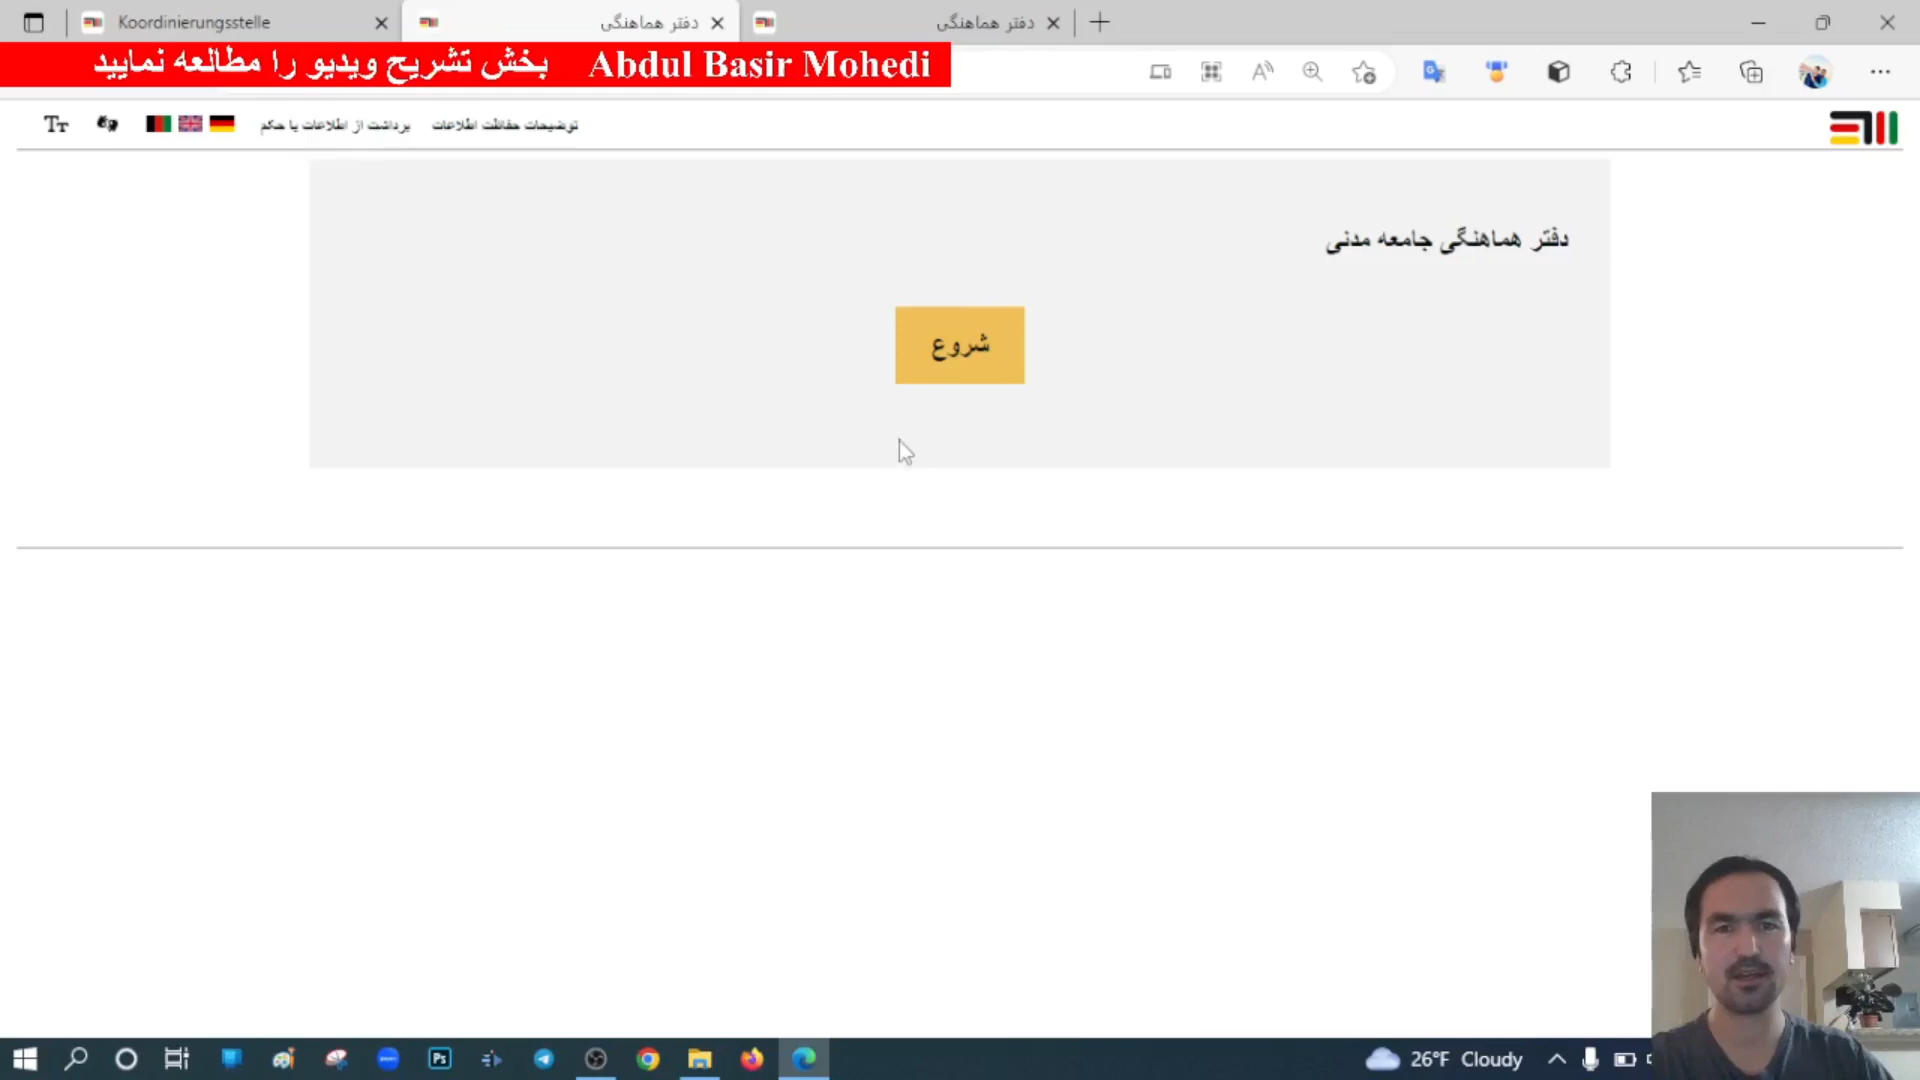 Koordinierungsstelle
دفتر هماهنگی
دفتر هماهنگی
بخش تشریح ویدیو را مطالعه نمایید Abdul Basir Mohedi
توضیحات حفاظت اطلاعات
برداشت از اطلاعات یا حکم
دفتر هماهنگی جامعه مدنی
شروع
26°F Cloudy